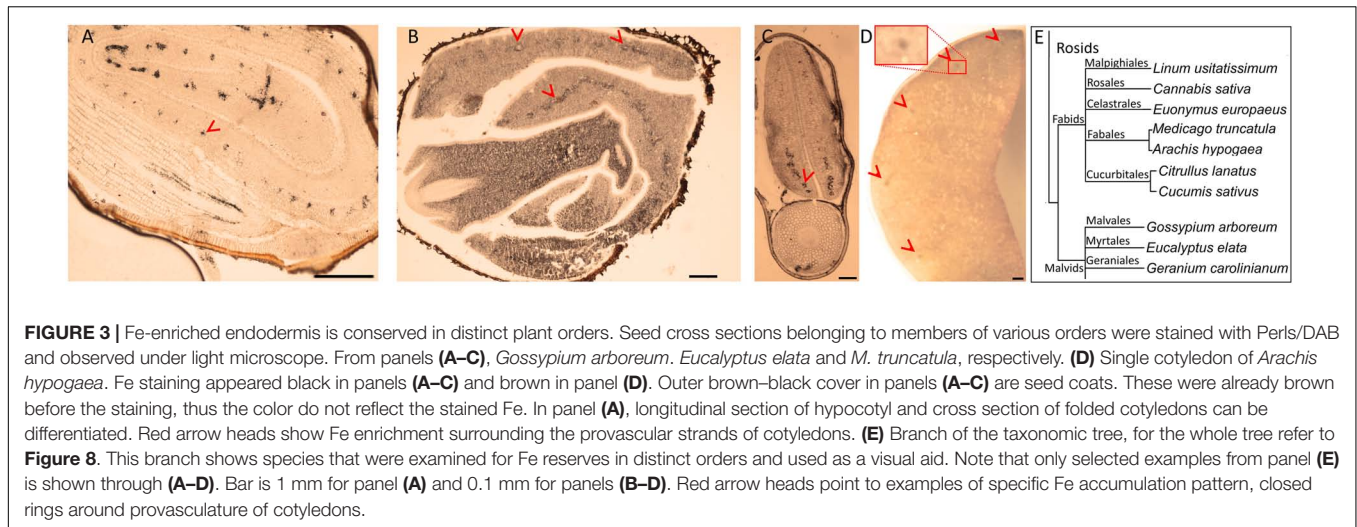 A
B
C
D
E
Rosids
Malpighiales
Linum usitatissimum
Rosales
Cannabis sativa
Celastrales
Euonymus europaeus
Fabids
Fabales
Medicago truncatula
Arachis hypogaea
Cucurbitales
Citrullus lanatus
Cucumis sativus
Malvales
Gossypium arboreum
Myrtales
Eucalyptus elata
Malvids
Geraniales
Geranium carolinianum
FIGURE 3 | Fe-enriched endodermis is conserved in distinct plant orders. Seed cross sections belonging to members of various orders were stained with Perls/DAB
and observed under light microscope. From panels (A–C), Gossypium arboreum. Eucalyptus elata and M. truncatula, respectively. (D) Single cotyledon of Arachis
hypogaea. Fe staining appeared black in panels (A–C) and brown in panel (D). Outer brown–black cover in panels (A–C) are seed coats. These were already brown
before the staining, thus the color do not reflect the stained Fe. In panel (A), longitudinal section of hypocotyl and cross section of folded cotyledons can be
differentiated. Red arrow heads show Fe enrichment surrounding the provascular strands of cotyledons. (E) Branch of the taxonomic tree, for the whole tree refer to
Figure 8. This branch shows species that were examined for Fe reserves in distinct orders and used as a visual aid. Note that only selected examples from panel (E)
is shown through (A–D). Bar is 1 mm for panel (A) and 0.1 mm for panels (B–D). Red arrow heads point to examples of specific Fe accumulation pattern, closed
rings around provasculature of cotyledons.